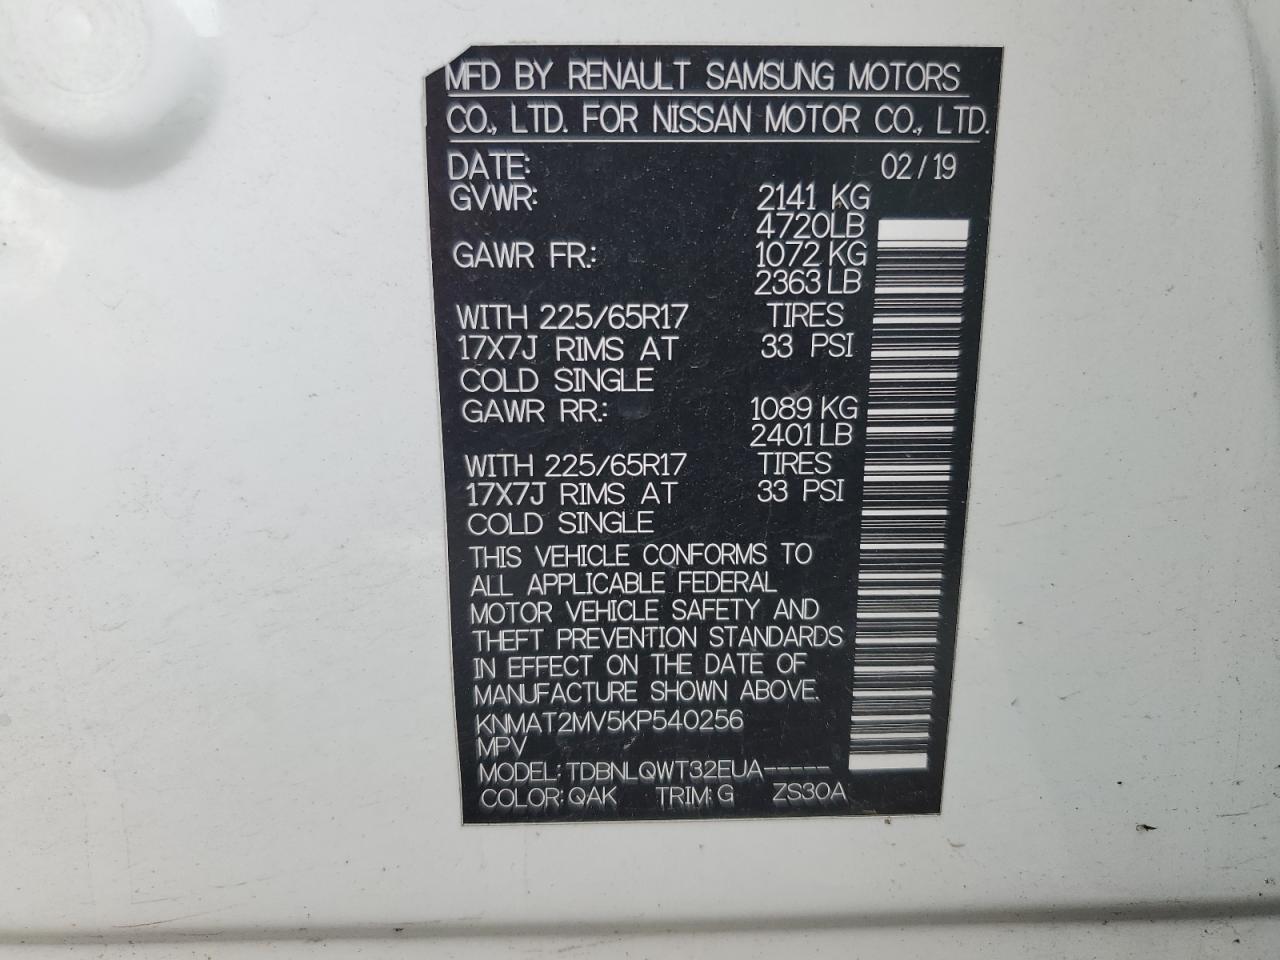 MFD BY RENAULT SAMSUNG MOTORS
CO., LTD. FOR NISSAN MOTOR CO., LTD.
DATE: 02/19
GVWR: 2141 KG
4720LB
GAWR FR.: 1072 KG
2363 LB
WITH 225/65R17 TIRES
17X7J RIMS AT 33 PSI
COLD SINGLE
GAWR RR.: 1089 KG
2401 LB
WITH 225/65R17 TIRES
17X7J RIMS AT 33 PSI
COLD SINGLE
THIS VEHICLE CONFORMS TO
ALL APPLICABLE FEDERAL
MOTOR VEHICLE SAFETY AND
THEFT PREVENTION STANDARDS
IN EFFECT ON THE DATE OF
MANUFACTURE SHOWN ABOVE.
KNMAT2MV5KP540256
MPV
MODEL: TDBNLQWT32EUA-----
COLOR: QAK TRIM: G ZS30A